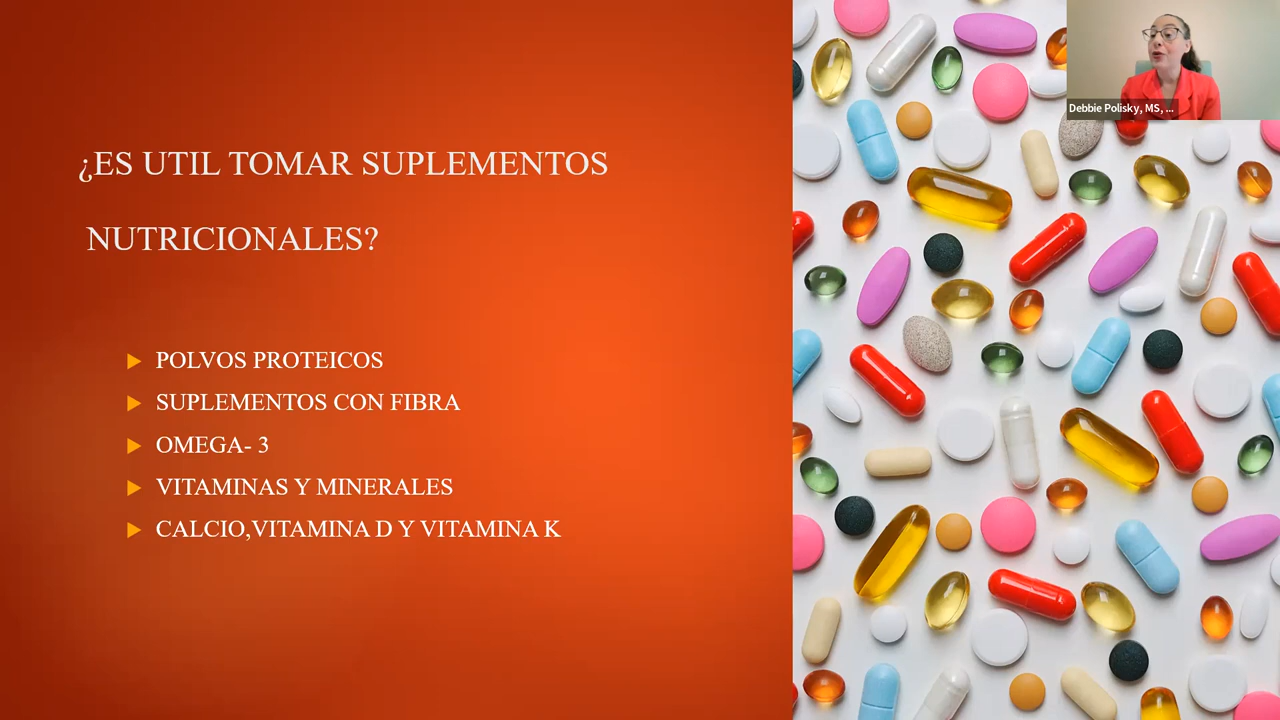 ¿ES UTIL TOMAR SUPLEMENTOS
NUTRICIONALES?
POLVOS PROTEICOS
SUPLEMENTOS CON FIBRA
OMEGA- 3
VITAMINAS Y MINERALES
CALCIO,VITAMINA D Y VITAMINA K
Debbie Polisky, MS, ...